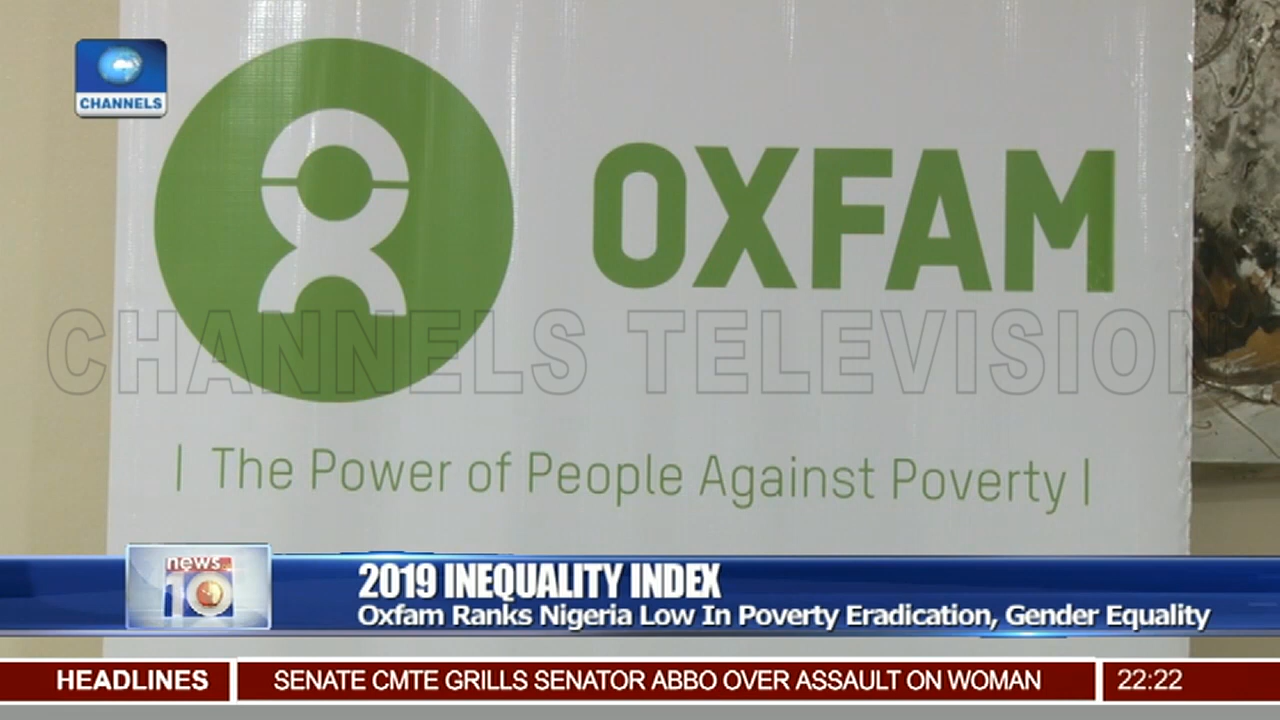 CHANNELS
OXFAM
CHANNELS TELEVISION
| The Power of People Against Poverty |
news
10
2019 INEQUALITY INDEX
Oxfam Ranks Nigeria Low In Poverty Eradication, Gender Equality
HEADLINES
SENATE CMTE GRILLS SENATOR ABBO OVER ASSAULT ON WOMAN
22:22